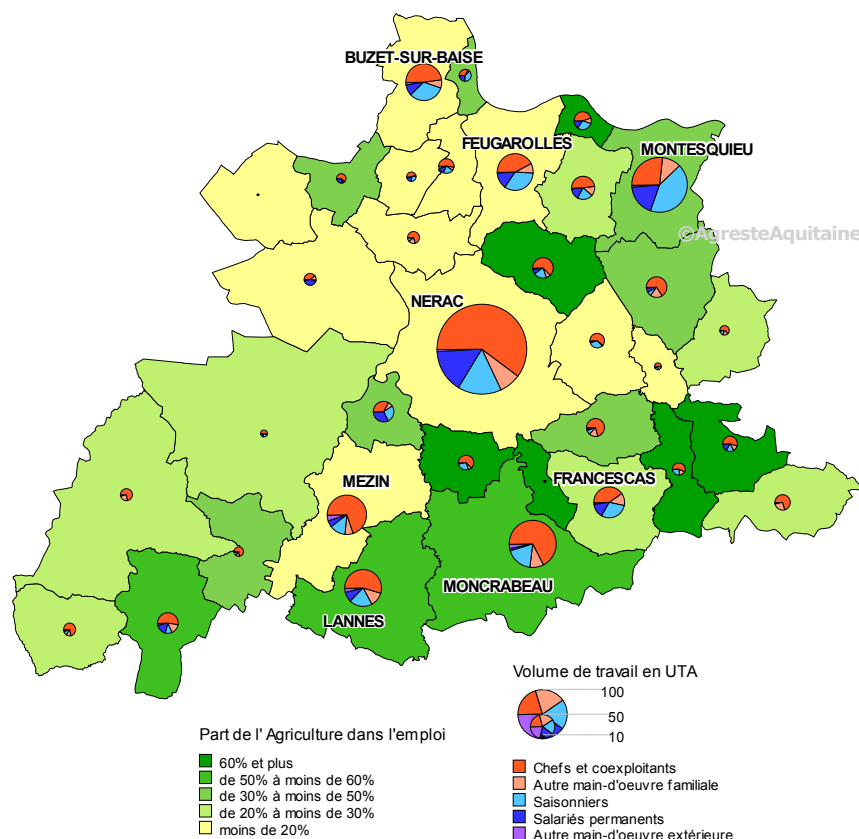 BUZET-SUR-BAISE
FEUGAROLLES
MONTESQUIEU
©AgresteAquitaine
NERAC
MEZIN
FRANCESCAS
MONCRABEAU
LANNES
Volume de travail en UTA
100
50
10
Part de l' Agriculture dans l'emploi
60% et plus
de 50% à moins de 60%
de 30% à moins de 50%
de 20% à moins de 30%
moins de 20%
Chefs et coexploitants
Autre main-d'oeuvre familiale
Saisonniers
Salariés permanents
Autre main-d'oeuvre extérieure